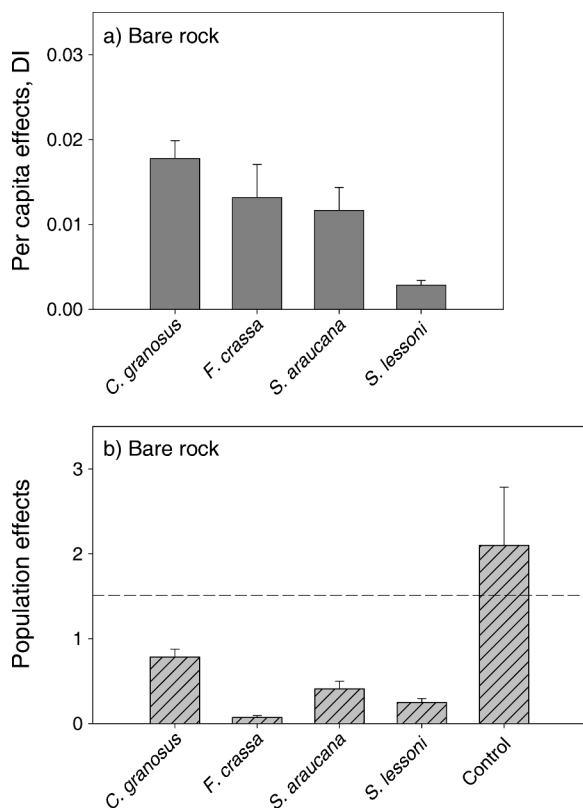 a) Bare rock
Per capita effects, DI
0.03
0.02
0.01
0.00
C. granosus
F. crassa
S. araucana
S. lessoni
b) Bare rock
Population effects
3
2
1
0
C. granosus
F. crassa
S. araucana
S. lessoni
Control